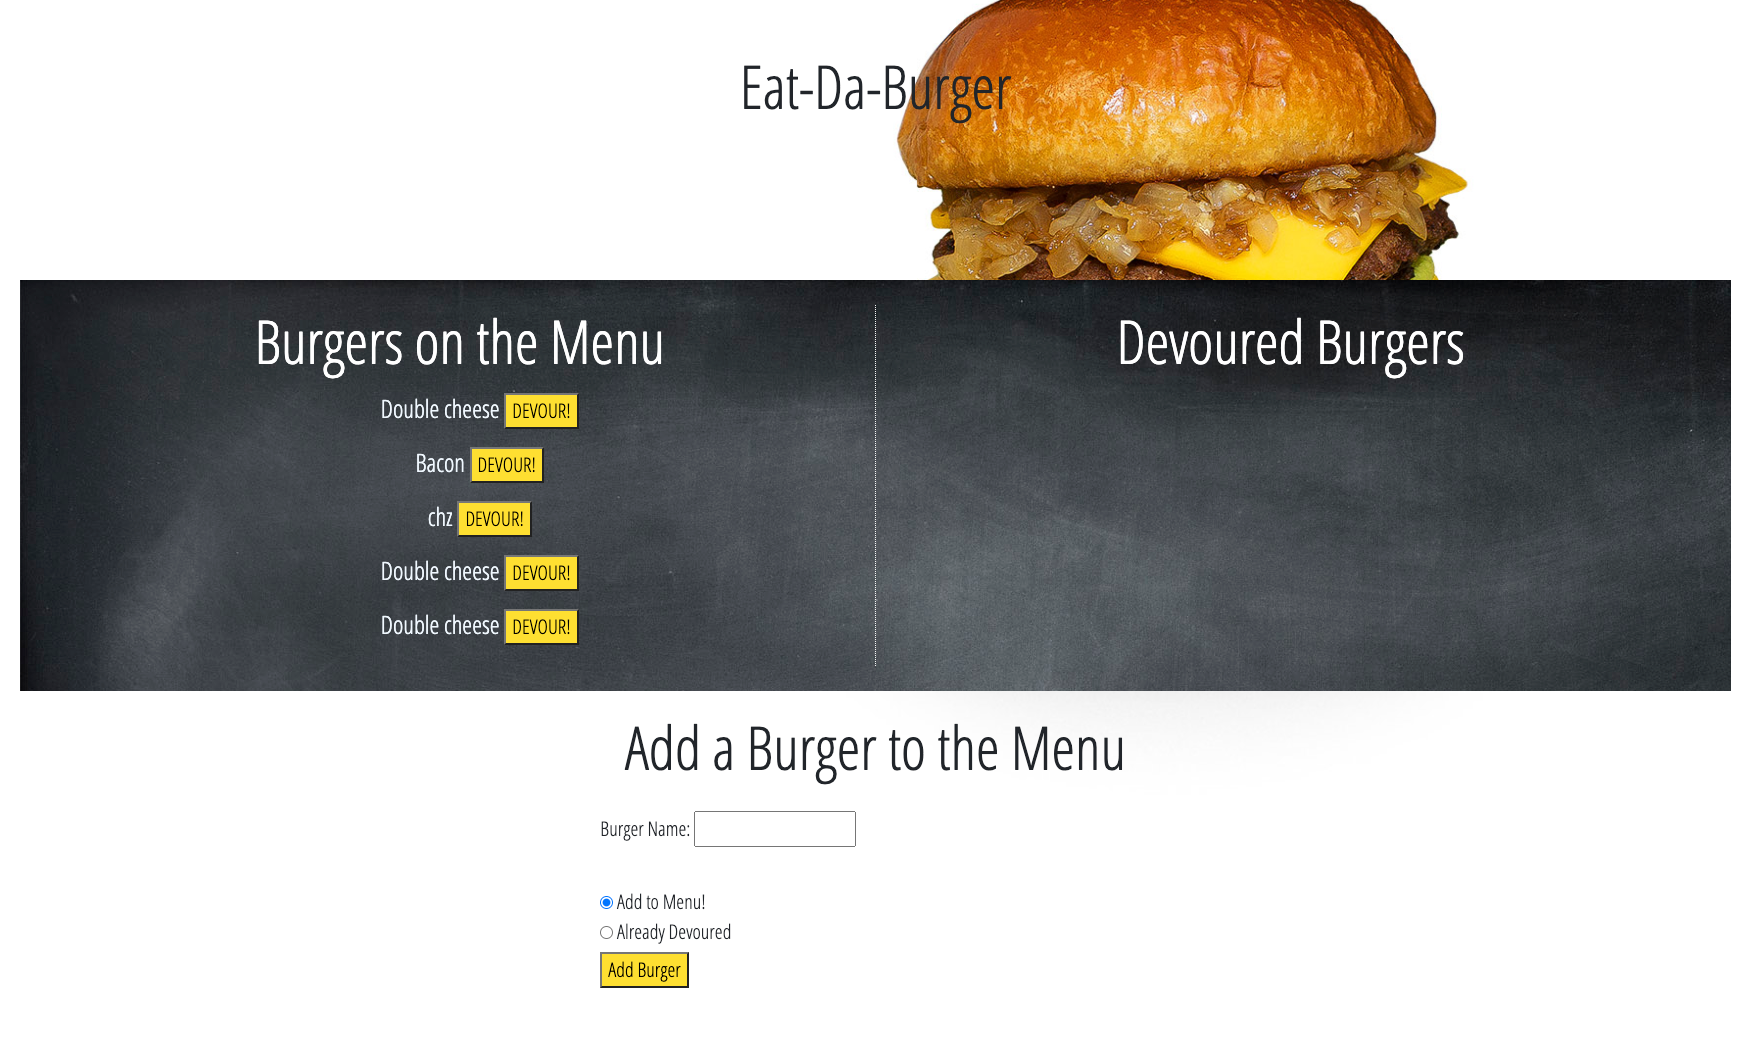 Eat-Da-Burger
Burgers on the Menu
Double cheese DEVOUR!
Bacon DEVOUR!
chz DEVOUR!
Double cheese DEVOUR!
Double cheese DEVOUR!
Devoured Burgers
Add a Burger to the Menu
Burger Name:
Add to Menu!
Already Devoured
Add Burger